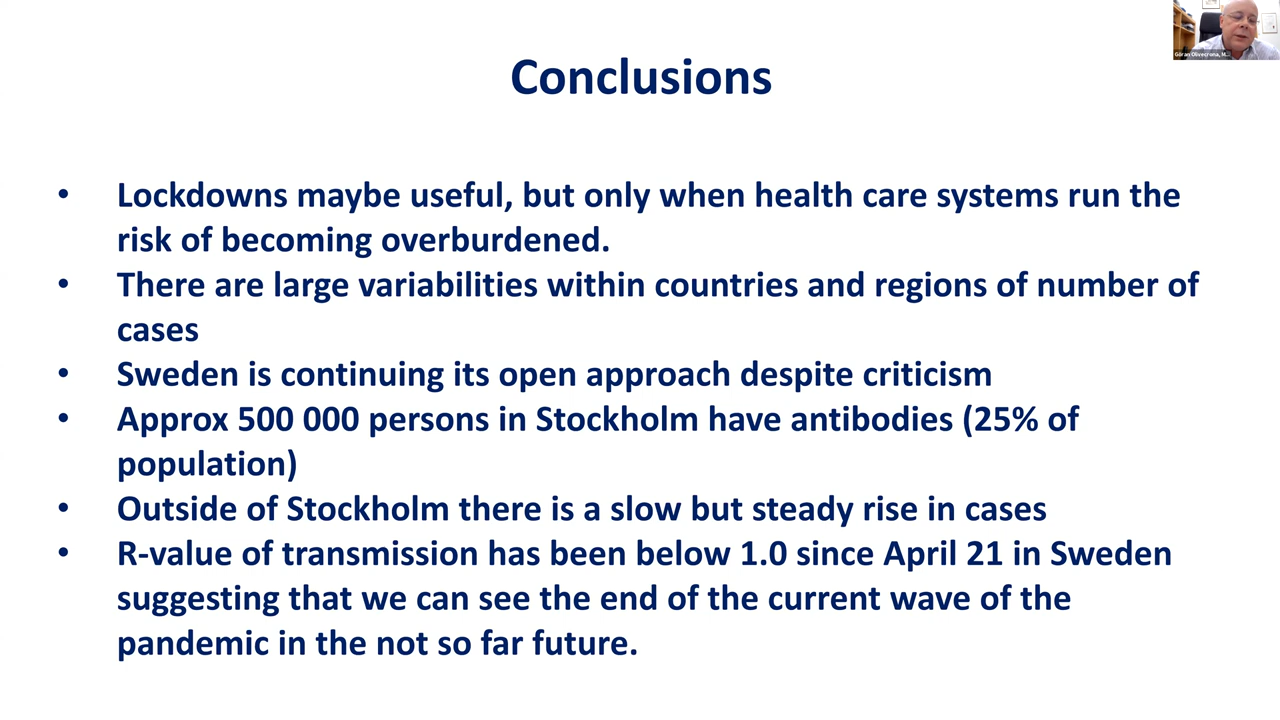 Göran Olivecrona, M...
Conclusions
• Lockdowns maybe useful, but only when health care systems run the
risk of becoming overburdened.
• There are large variabilities within countries and regions of number of
cases
• Sweden is continuing its open approach despite criticism
• Approx 500 000 persons in Stockholm have antibodies (25% of
population)
• Outside of Stockholm there is a slow but steady rise in cases
• R-value of transmission has been below 1.0 since April 21 in Sweden
suggesting that we can see the end of the current wave of the
pandemic in the not so far future.